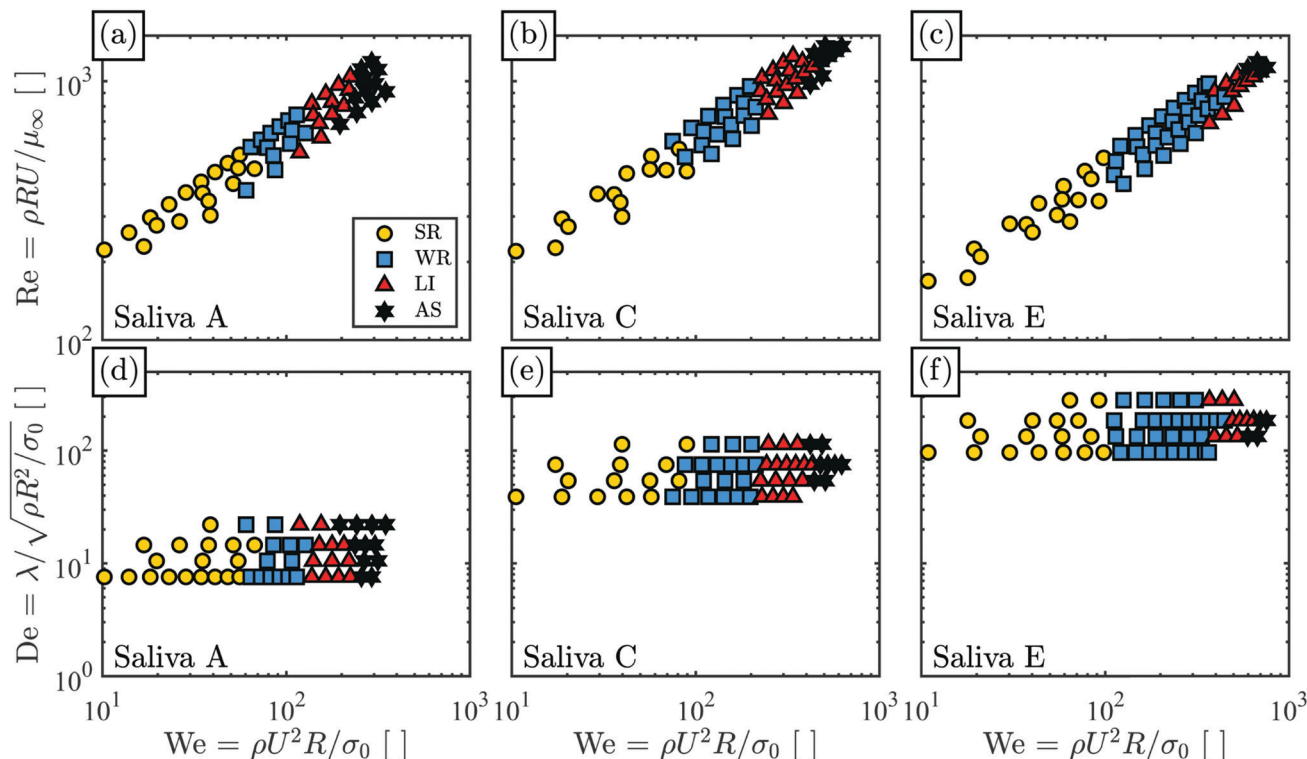 (a) (b) (c)
Re = ρRU/μ∞ [ ]
10³
10²
SR
WR
LI
AS
Saliva A Saliva C Saliva E
(d) (e) (f)
De = λ/√ρR²/σ₀ [ ]
10²
10¹
10⁰
Saliva A Saliva C Saliva E
10¹ 10² 10³ 10¹ 10² 10³ 10¹ 10² 10³
We = ρU²R/σ₀ [ ] We = ρU²R/σ₀ [ ] We = ρU²R/σ₀ [ ]